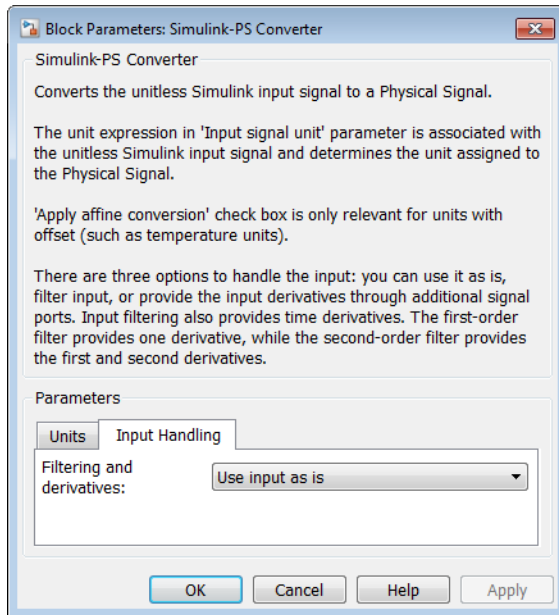 Block Parameters: Simulink-PS Converter
Simulink-PS Converter
Converts the unitless Simulink input signal to a Physical Signal.
The unit expression in 'Input signal unit' parameter is associated with
the unitless Simulink input signal and determines the unit assigned to
the Physical Signal.
'Apply affine conversion' check box is only relevant for units with
offset (such as temperature units).
There are three options to handle the input: you can use it as is,
filter input, or provide the input derivatives through additional signal
ports. Input filtering also provides time derivatives. The first-order
filter provides one derivative, while the second-order filter provides
the first and second derivatives.
Parameters
Units Input Handling
Filtering and
derivatives:
Use input as is
OK Cancel Help Apply